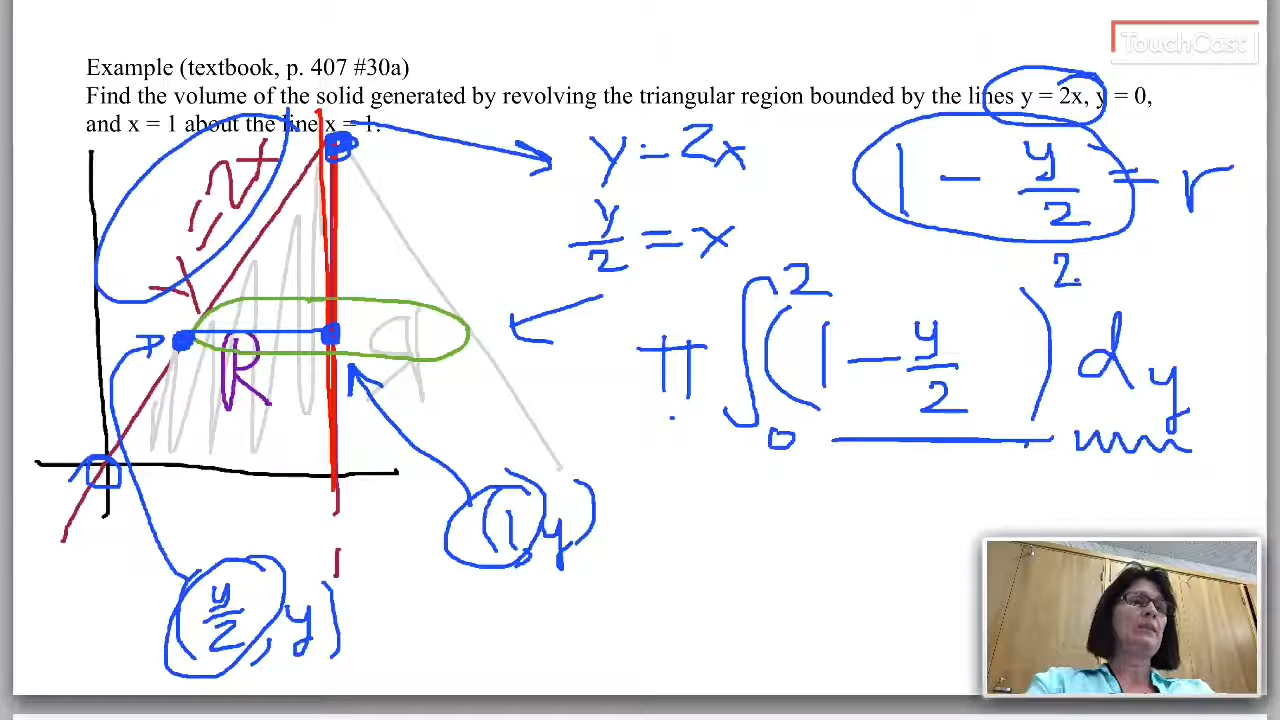 TouchCast
Example (textbook, p. 407 #30a)
Find the volume of the solid generated by revolving the triangular region bounded by the lines y = 2x, y = 0,
and x = 1 about the line x = 1.
y = 2x
y = 2x
y/2 = x
1 - y/2 = r
R
π ∫₀² (1 - y/2)² dy
(1, y)
(y/2, y)